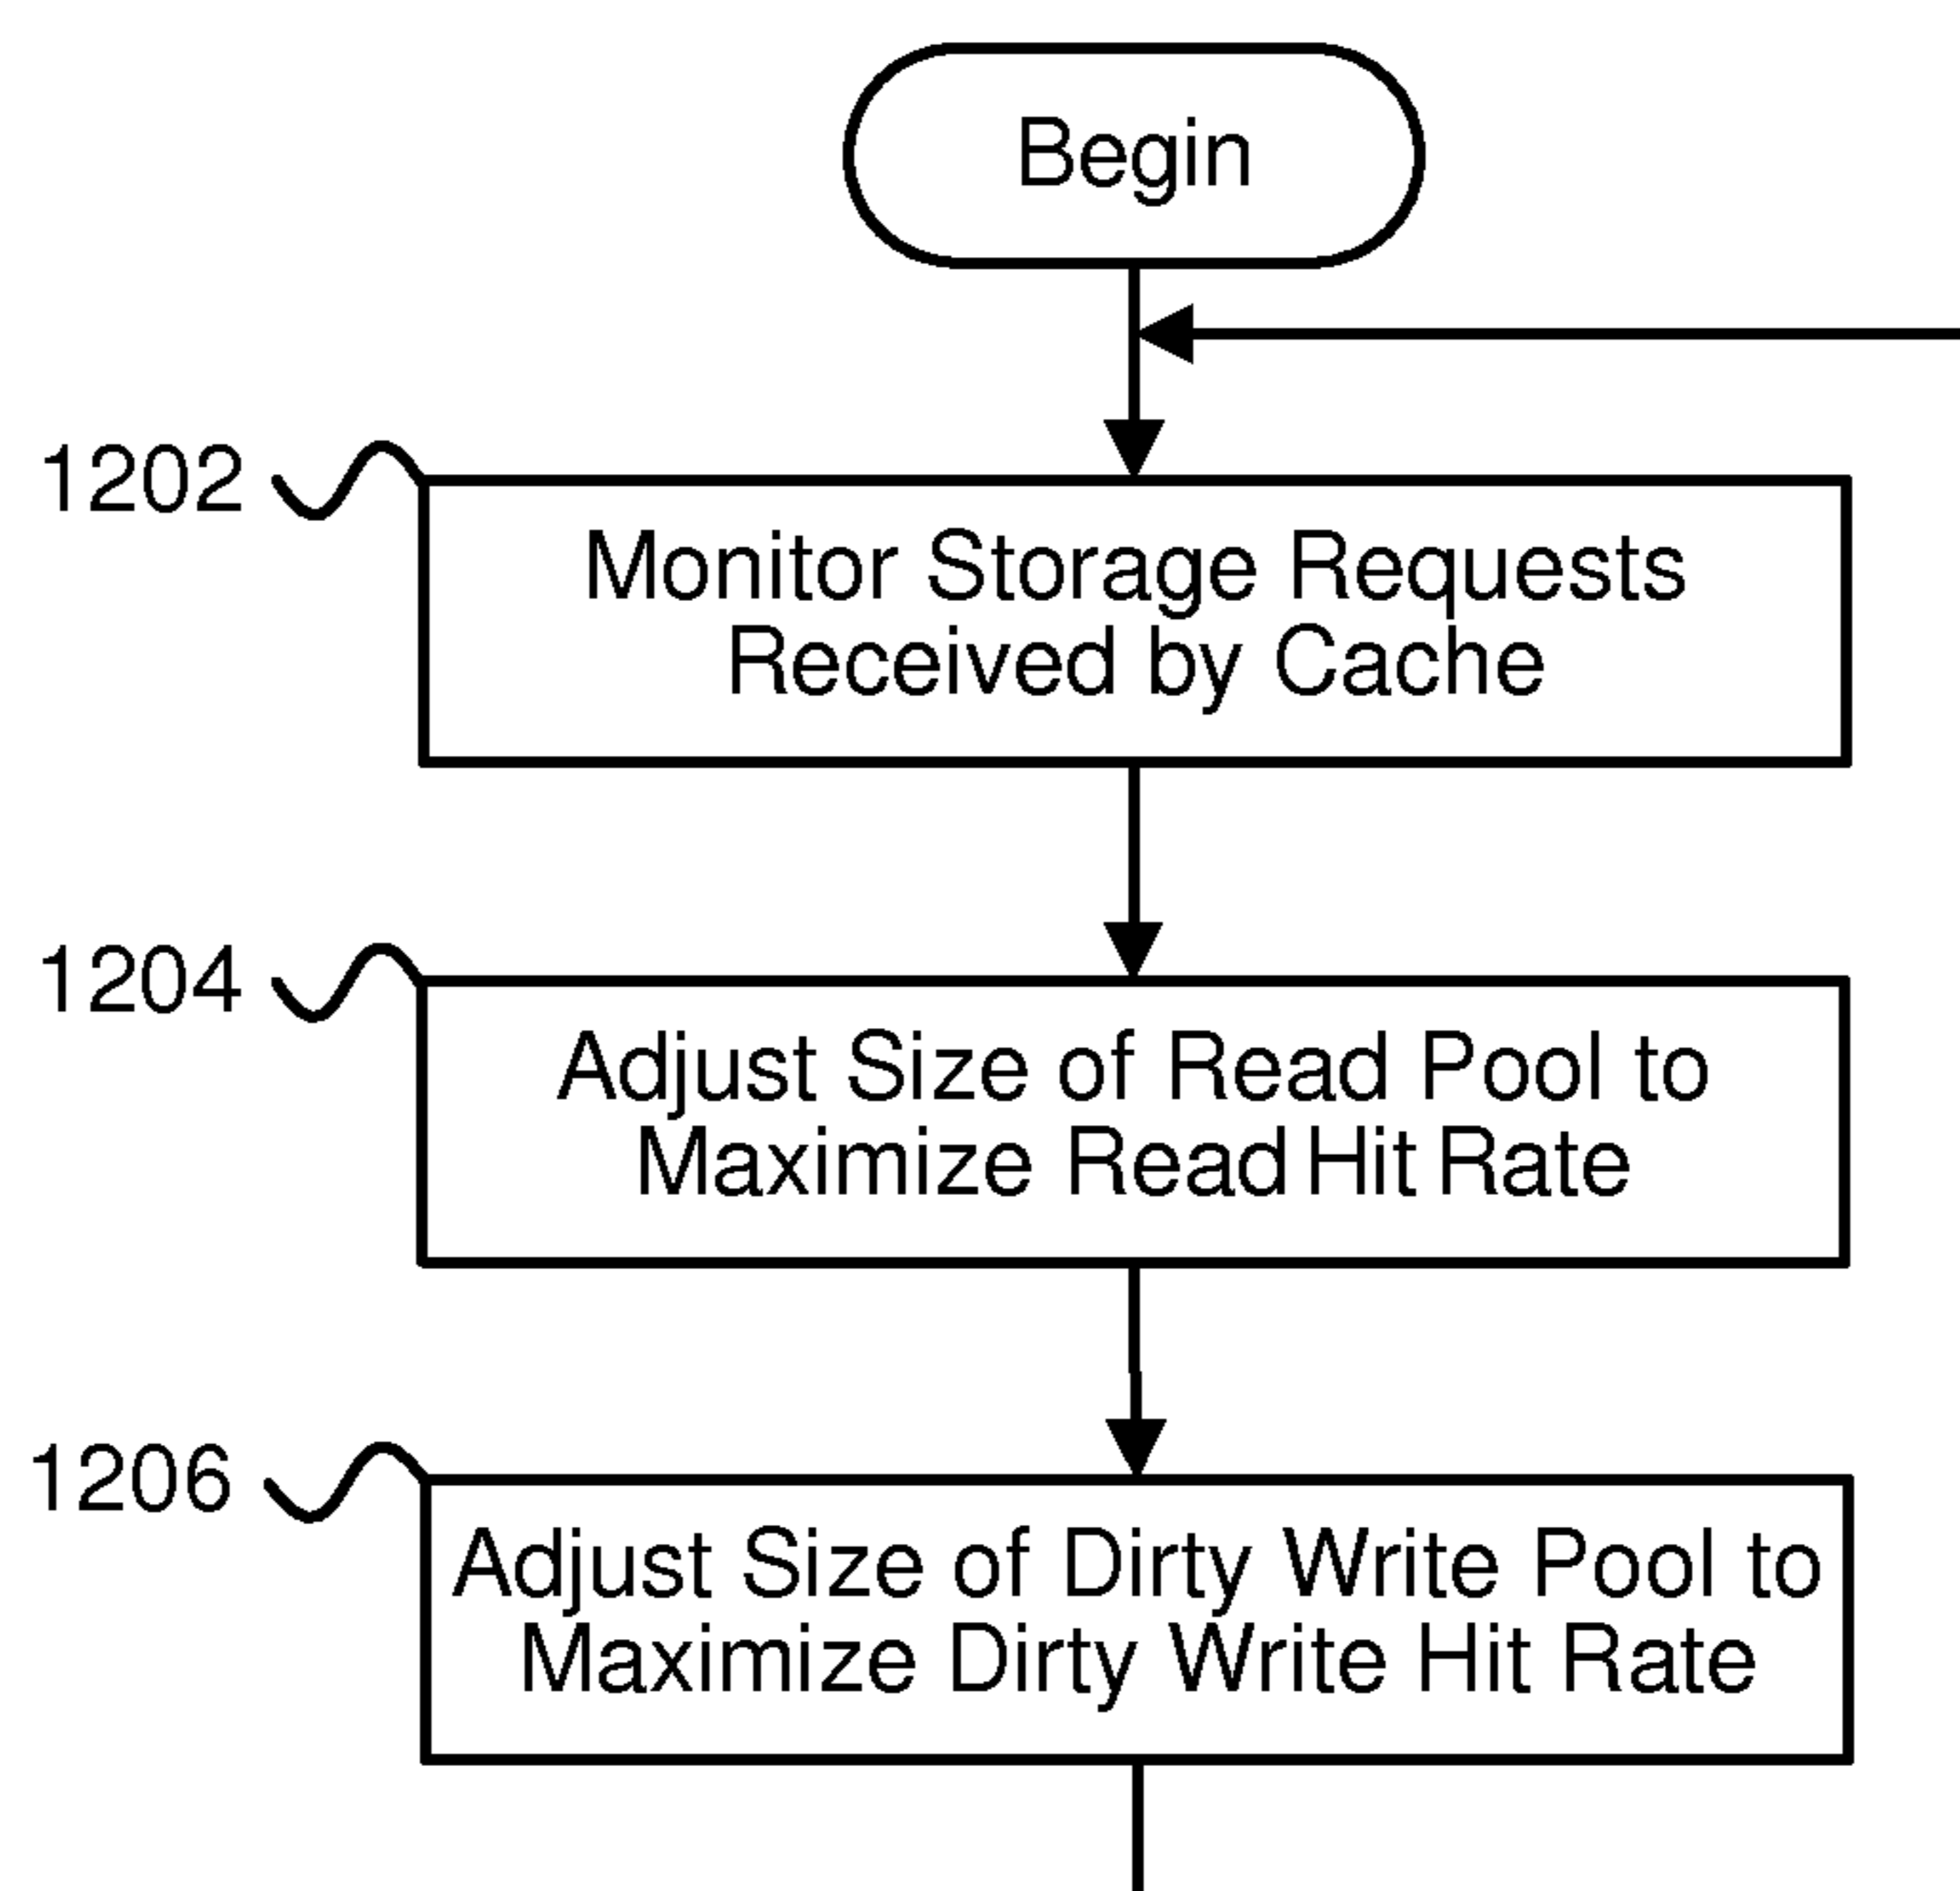 Begin
1202
Monitor Storage Requests
Received by Cache
1204
Adjust Size of Read Pool to
Maximize Read Hit Rate
1206
Adjust Size of Dirty Write Pool to
Maximize Dirty Write Hit Rate